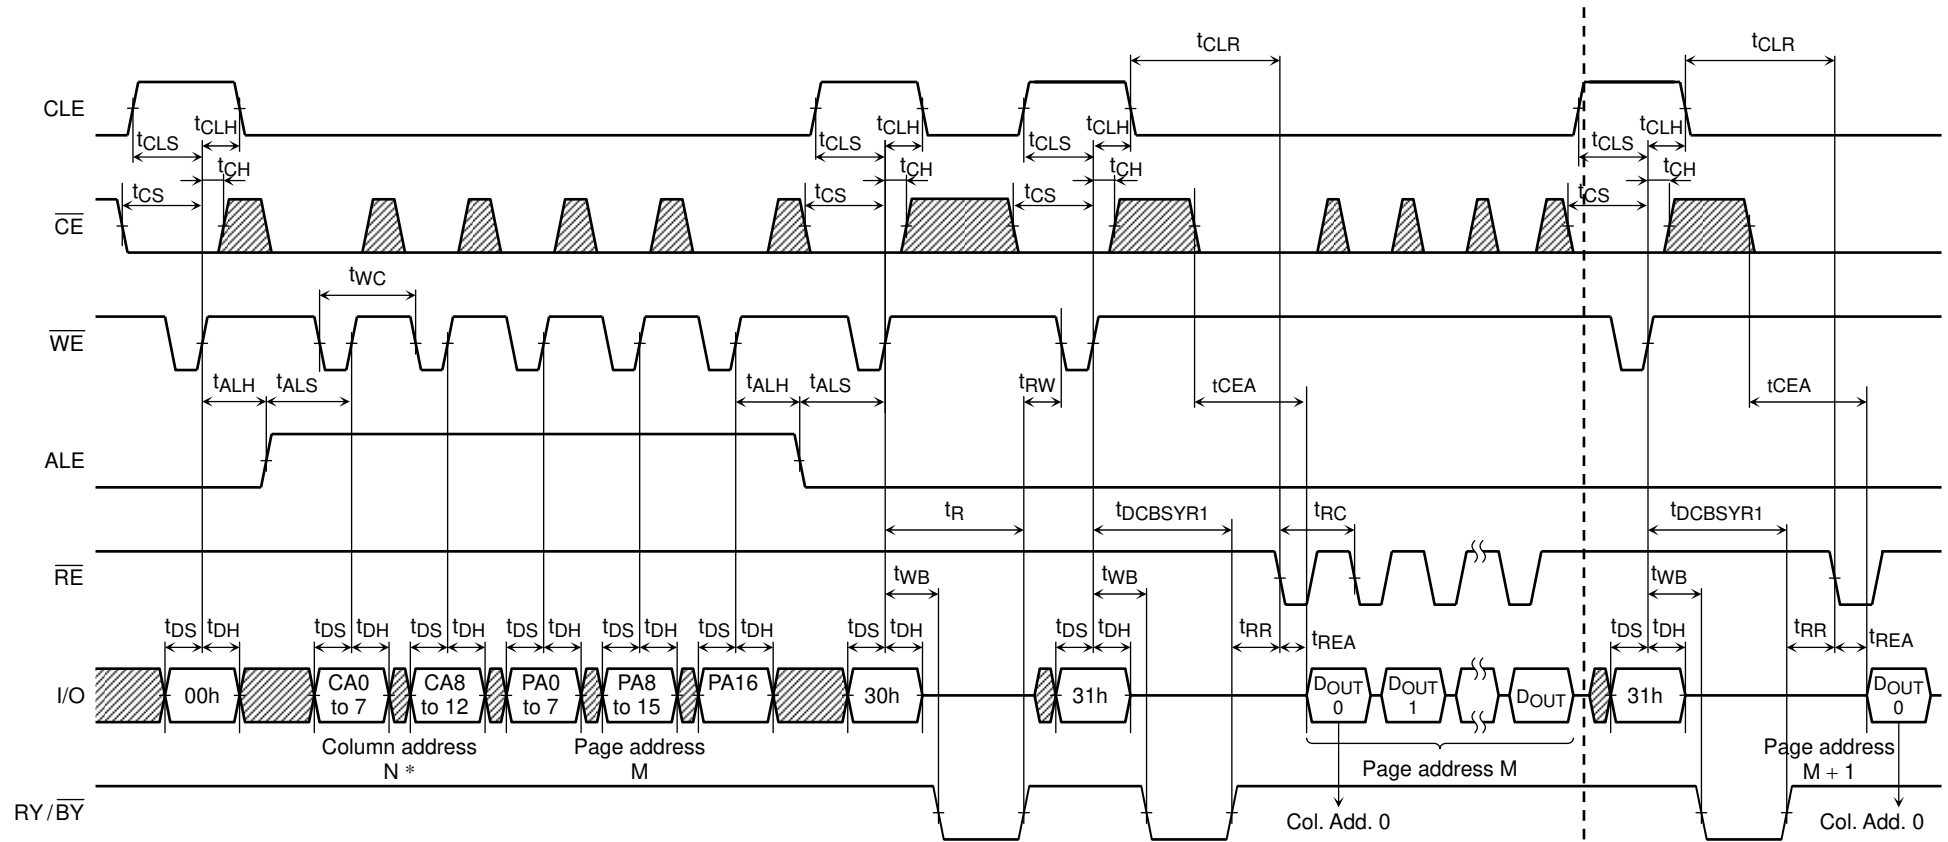 tCLR tCLR
CLE
tCLH tCLH tCLH tCLH
tCLS tCLS tCLS tCLS
tCH tCH tCH tCH
tCS tCS tCS tCS
CE
tWC
WE
tALH tALS tALH tALS tRW tCEA tCEA
ALE
tR tDCBSYR1 tRC tDCBSYR1
RE
tWB tWB tWB
tDS tDH tDS tDH tDS tDH tDS tDH tDS tDH tDS tDH tDS tDH tDS tDH tRR tREA tDS tDH tRR tREA
I/O
00h
CA0
to 7
CA8
to 12
PA0
to 7
PA8
to 15
PA16
30h
31h
DOUT
0
DOUT
1
DOUT
31h
DOUT
0
Column address
N *
Page address
M
Page address M
Page address
M + 1
RY/BY
Col. Add. 0
Col. Add. 0